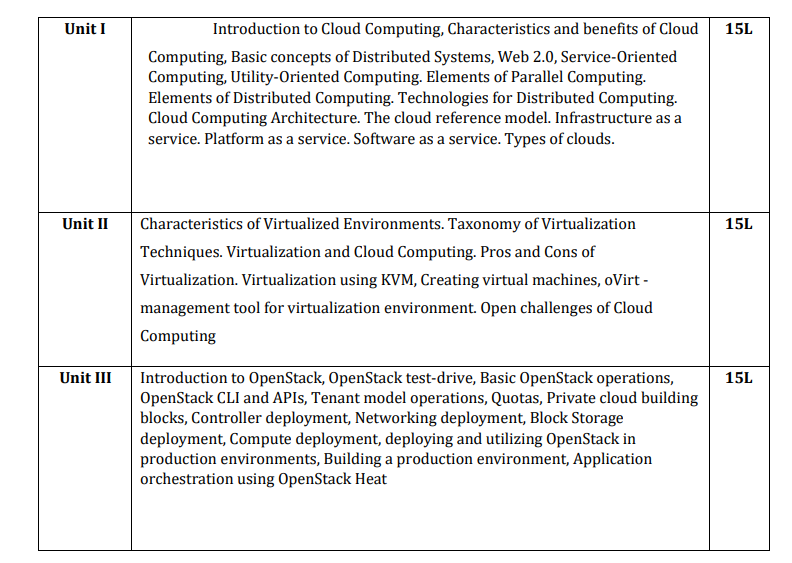 Unit I Introduction to Cloud Computing, Characteristics and benefits of Cloud 15L
Computing, Basic concepts of Distributed Systems, Web 2.0, Service-Oriented
Computing, Utility-Oriented Computing. Elements of Parallel Computing.
Elements of Distributed Computing. Technologies for Distributed Computing.
Cloud Computing Architecture. The cloud reference model. Infrastructure as a
service. Platform as a service. Software as a service. Types of clouds.
Unit II Characteristics of Virtualized Environments. Taxonomy of Virtualization 15L
Techniques. Virtualization and Cloud Computing. Pros and Cons of
Virtualization. Virtualization using KVM, Creating virtual machines, oVirt -
management tool for virtualization environment. Open challenges of Cloud
Computing
Unit III Introduction to OpenStack, OpenStack test-drive, Basic OpenStack operations, 15L
OpenStack CLI and APIs, Tenant model operations, Quotas, Private cloud building
blocks, Controller deployment, Networking deployment, Block Storage
deployment, Compute deployment, deploying and utilizing OpenStack in
production environments, Building a production environment, Application
orchestration using OpenStack Heat